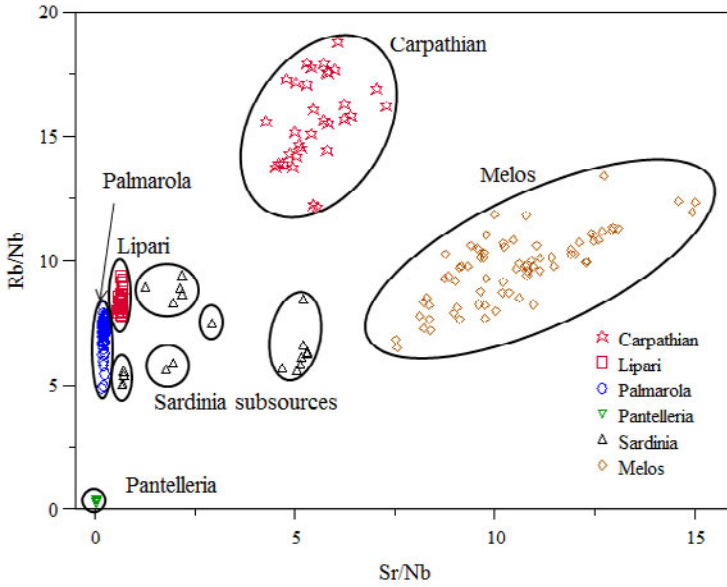 20
Carpathian
15
Palmarola
Melos
Lipari
Rb/Nb
10
Carpathian
Lipari
Palmarola
5
Sardinia subsources
Pantelleria
Sardinia
Pantelleria
Melos
0
0
5
10
15
Sr/Nb